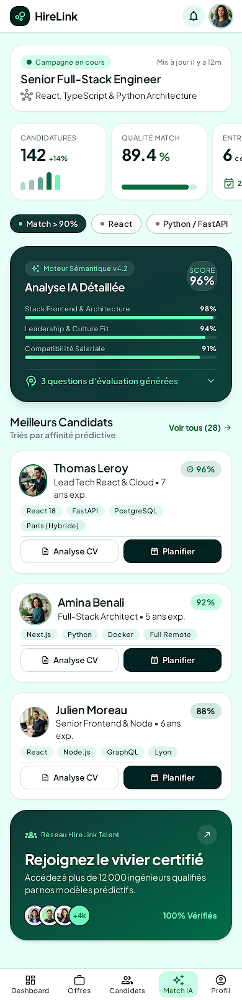 HireLink
Campagne en cours
Mis à jour il y a 12m
Senior Full-Stack Engineer
React, TypeScript & Python Architecture
CANDIDATURES
142 +14%
QUALITÉ MATCH
89.4 %
ENTR
6 ce
2
Match > 90%
React
Python / FastAPI
Moteur Sémantique v4.2
SCORE
96%
Analyse IA Détaillée
Stack Frontend & Architecture 98%
Leadership & Culture Fit 94%
Compatibilité Salariale 91%
3 questions d'évaluation générées
Meilleurs Candidats
Triés par affinité prédictive
Voir tous (28) →
Thomas Leroy
96%
Lead Tech React & Cloud • 7
ans exp.
React 18 FastAPI PostgreSQL
Paris (Hybride)
Analyse CV
Planifier
Amina Benali
92%
Full-Stack Architect • 5 ans exp.
Next.js Python Docker Full Remote
Analyse CV
Planifier
Julien Moreau
88%
Senior Frontend & Node • 6 ans
exp.
React Node.js GraphQL Lyon
Analyse CV
Planifier
Réseau HireLink Talent
Rejoignez le vivier certifié
Accédez à plus de 12 000 ingénieurs qualifiés
par nos modèles prédictifs.
+4k
100% Vérifiés
Dashboard Offres Candidats Match IA Profil